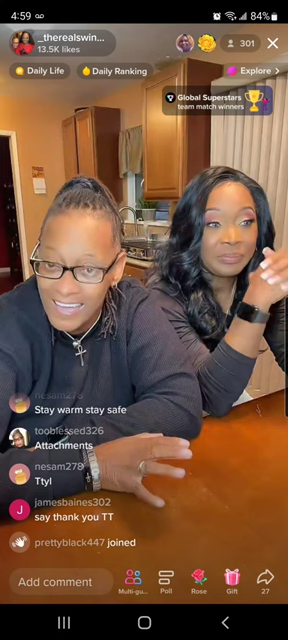 4:59
84%
_therealswin...
13.5K likes
301
Daily Life
Daily Ranking
Explore >
Global Superstars
team match winners
nesam278
Stay warm stay safe
tooblessed326
Attachments
nesam278
Ttyl
J
jamesbaines302
say thank you TT
prettyblack447 joined
Add comment
Multi-gu...
Poll
Rose
Gift
27